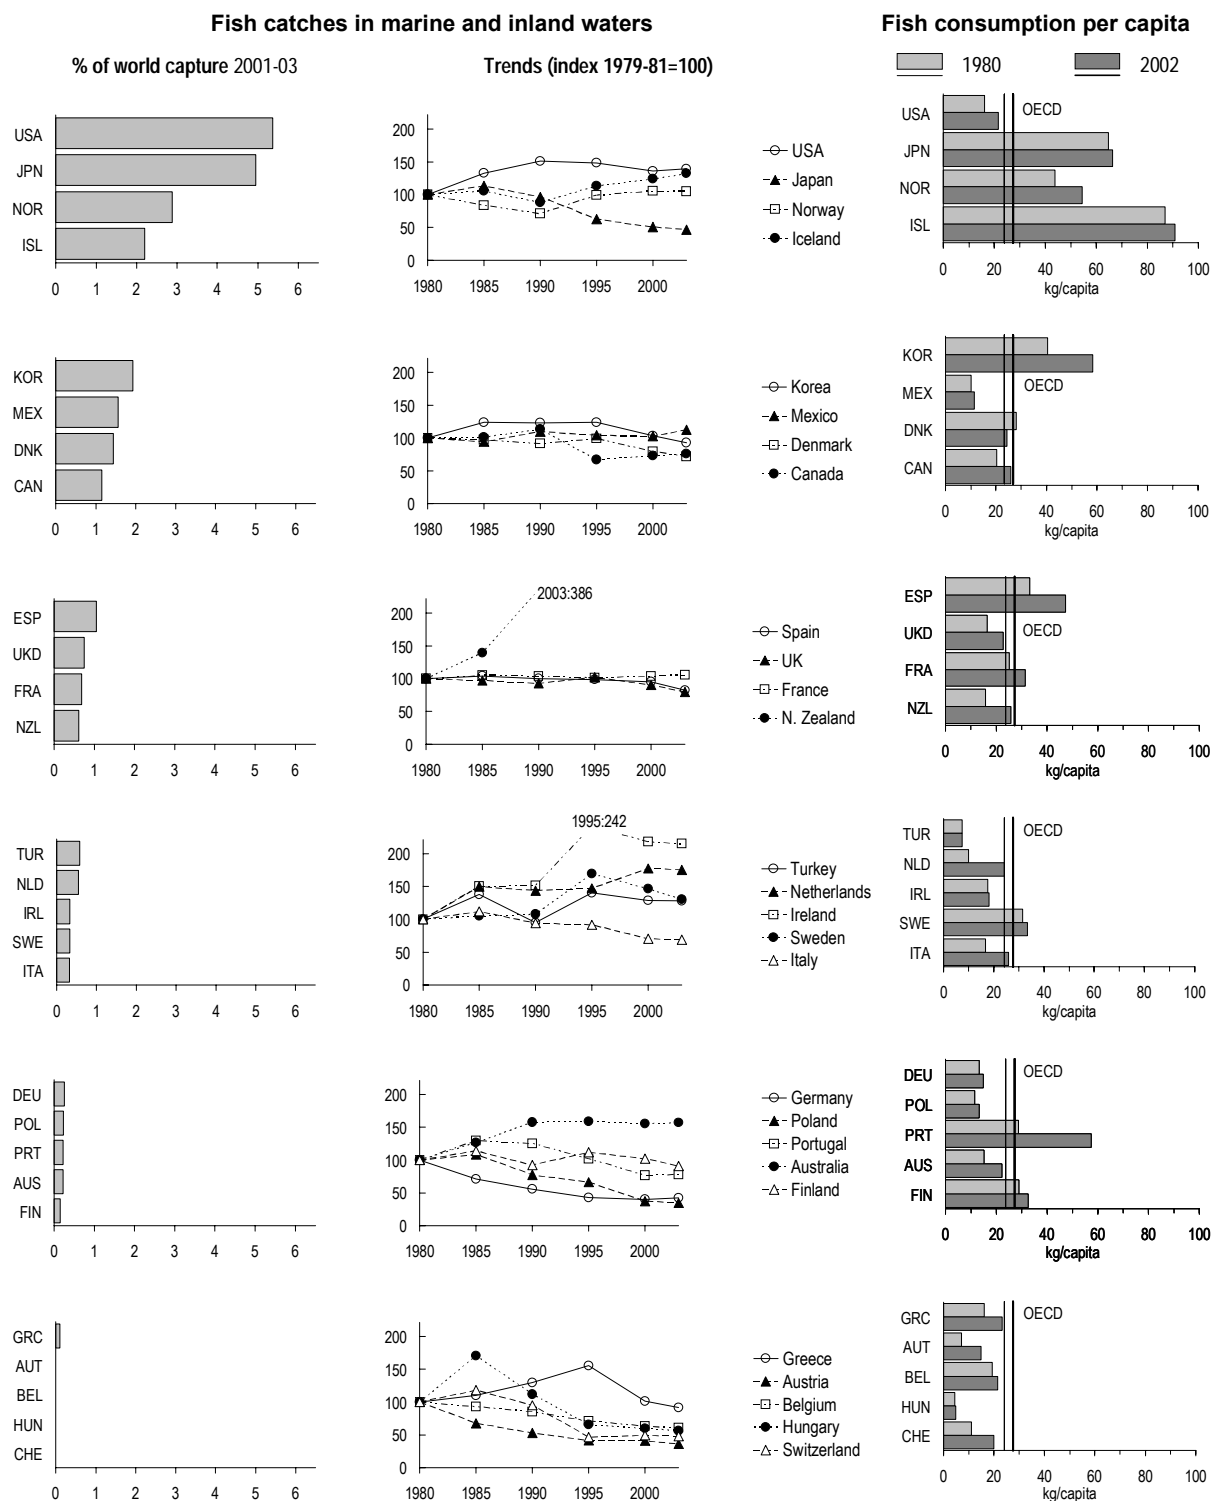 Fish catches in marine and inland waters
Fish consumption per capita
% of world capture 2001-03
Trends (index 1979-81=100)
1980
2002
USA
JPN
NOR
ISL
0 1 2 3 4 5 6
200
150
100
50
0
1980 1985 1990 1995 2000
USA
Japan
Norway
Iceland
OECD
USA
JPN
NOR
ISL
0 20 40 60 80 100
kg/capita
KOR
MEX
DNK
CAN
0 1 2 3 4 5 6
200
150
100
50
0
1980 1985 1990 1995 2000
Korea
Mexico
Denmark
Canada
KOR
OECD
MEX
DNK
CAN
0 20 40 60 80 100
kg/capita
ESP
UKD
FRA
NZL
0 1 2 3 4 5 6
2003:386
200
150
100
50
0
1980 1985 1990 1995 2000
Spain
UK
France
N. Zealand
ESP
OECD
UKD
FRA
NZL
0 20 40 60 80 100
kg/capita
TUR
NLD
IRL
SWE
ITA
0 1 2 3 4 5 6
1995:242
200
150
100
50
0
1980 1985 1990 1995 2000
Turkey
Netherlands
Ireland
Sweden
Italy
OECD
TUR
NLD
IRL
SWE
ITA
0 20 40 60 80 100
kg/capita
DEU
POL
PRT
AUS
FIN
0 1 2 3 4 5 6
200
150
100
50
0
1980 1985 1990 1995 2000
Germany
Poland
Portugal
Australia
Finland
OECD
DEU
POL
PRT
AUS
FIN
0 20 40 60 80 100
kg/capita
GRC
AUT
BEL
HUN
CHE
0 1 2 3 4 5 6
200
150
100
50
0
1980 1985 1990 1995 2000
Greece
Austria
Belgium
Hungary
Switzerland
OECD
GRC
AUT
BEL
HUN
CHE
0 20 40 60 80 100
kg/capita